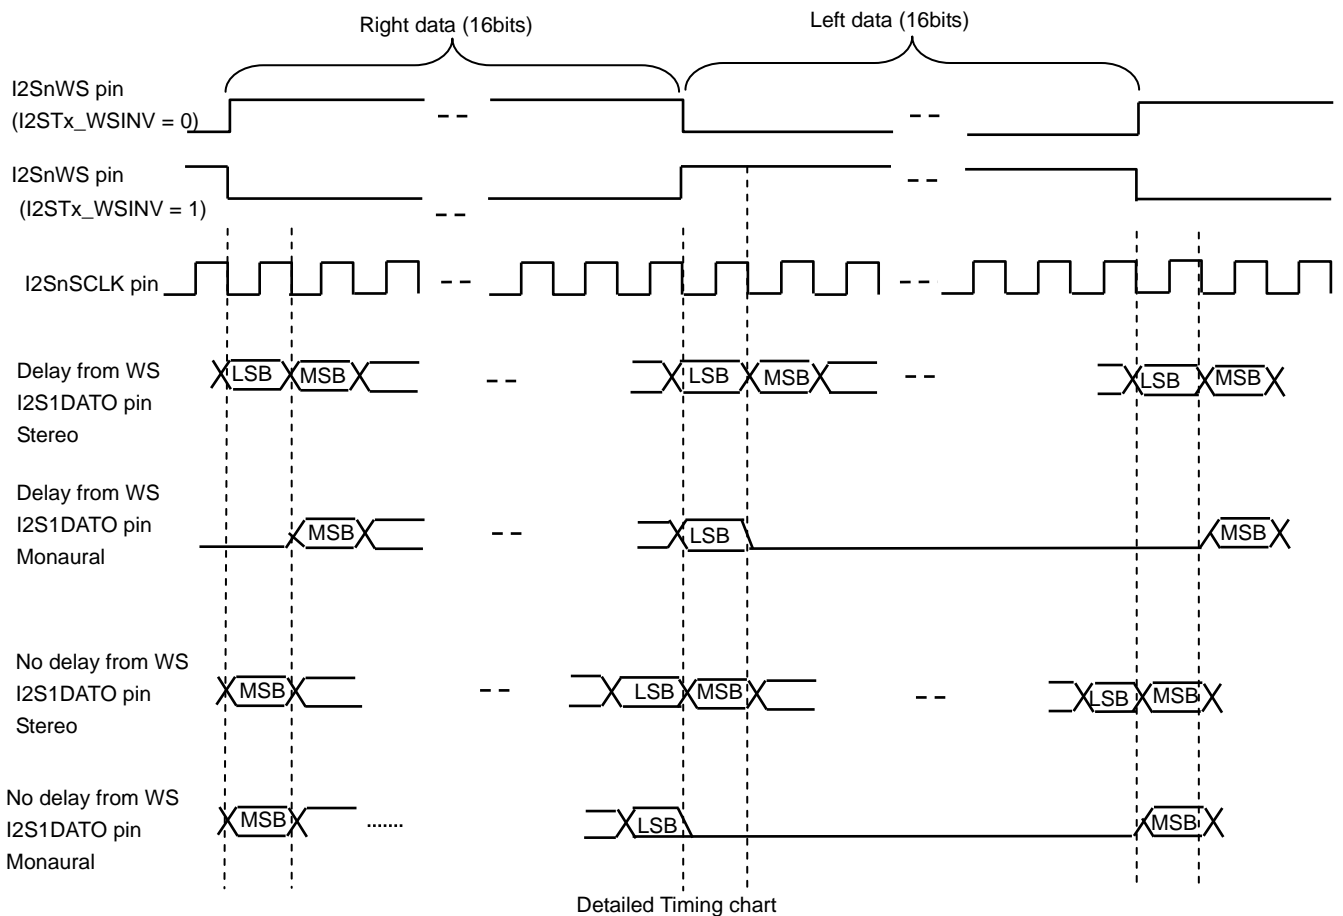 Right data (16bits)
Left data (16bits)
I2SnWS pin
(I2STx_WSINV = 0)
I2SnWS pin
(I2STx_WSINV = 1)
I2SnSCLK pin
Delay from WS
I2S1DATO pin
Stereo
LSB MSB LSB MSB LSB MSB
Delay from WS
I2S1DATO pin
Monaural
MSB LSB MSB
No delay from WS
I2S1DATO pin
Stereo
MSB LSB MSB LSB MSB
No delay from WS
I2S1DATO pin
Monaural
MSB ....... LSB MSB
Detailed Timing chart